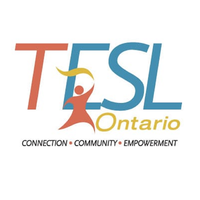 TESL
Ontario
CONNECTION • COMMUNITY • EMPOWERMENT